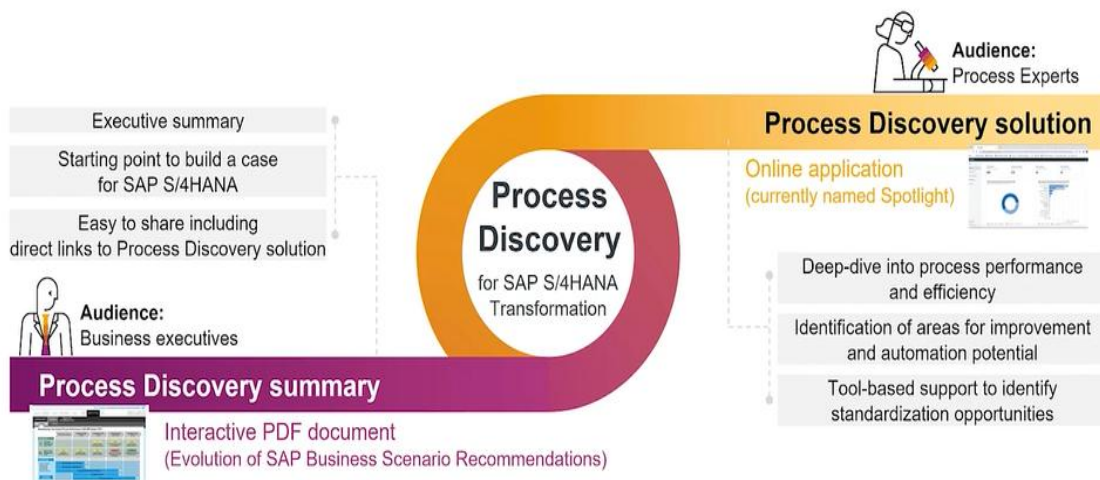 Executive summary
Starting point to build a case
for SAP S/4HANA
Easy to share including
direct links to Process Discovery solution
Audience:
Business executives
Process Discovery summary
Interactive PDF document
(Evolution of SAP Business Scenario Recommendations)
Process
Discovery
for SAP S/4HANA
Transformation
Audience:
Process Experts
Process Discovery solution
Online application
(currently named Spotlight)
Deep-dive into process performance
and efficiency
Identification of areas for improvement
and automation potential
Tool-based support to identify
standardization opportunities